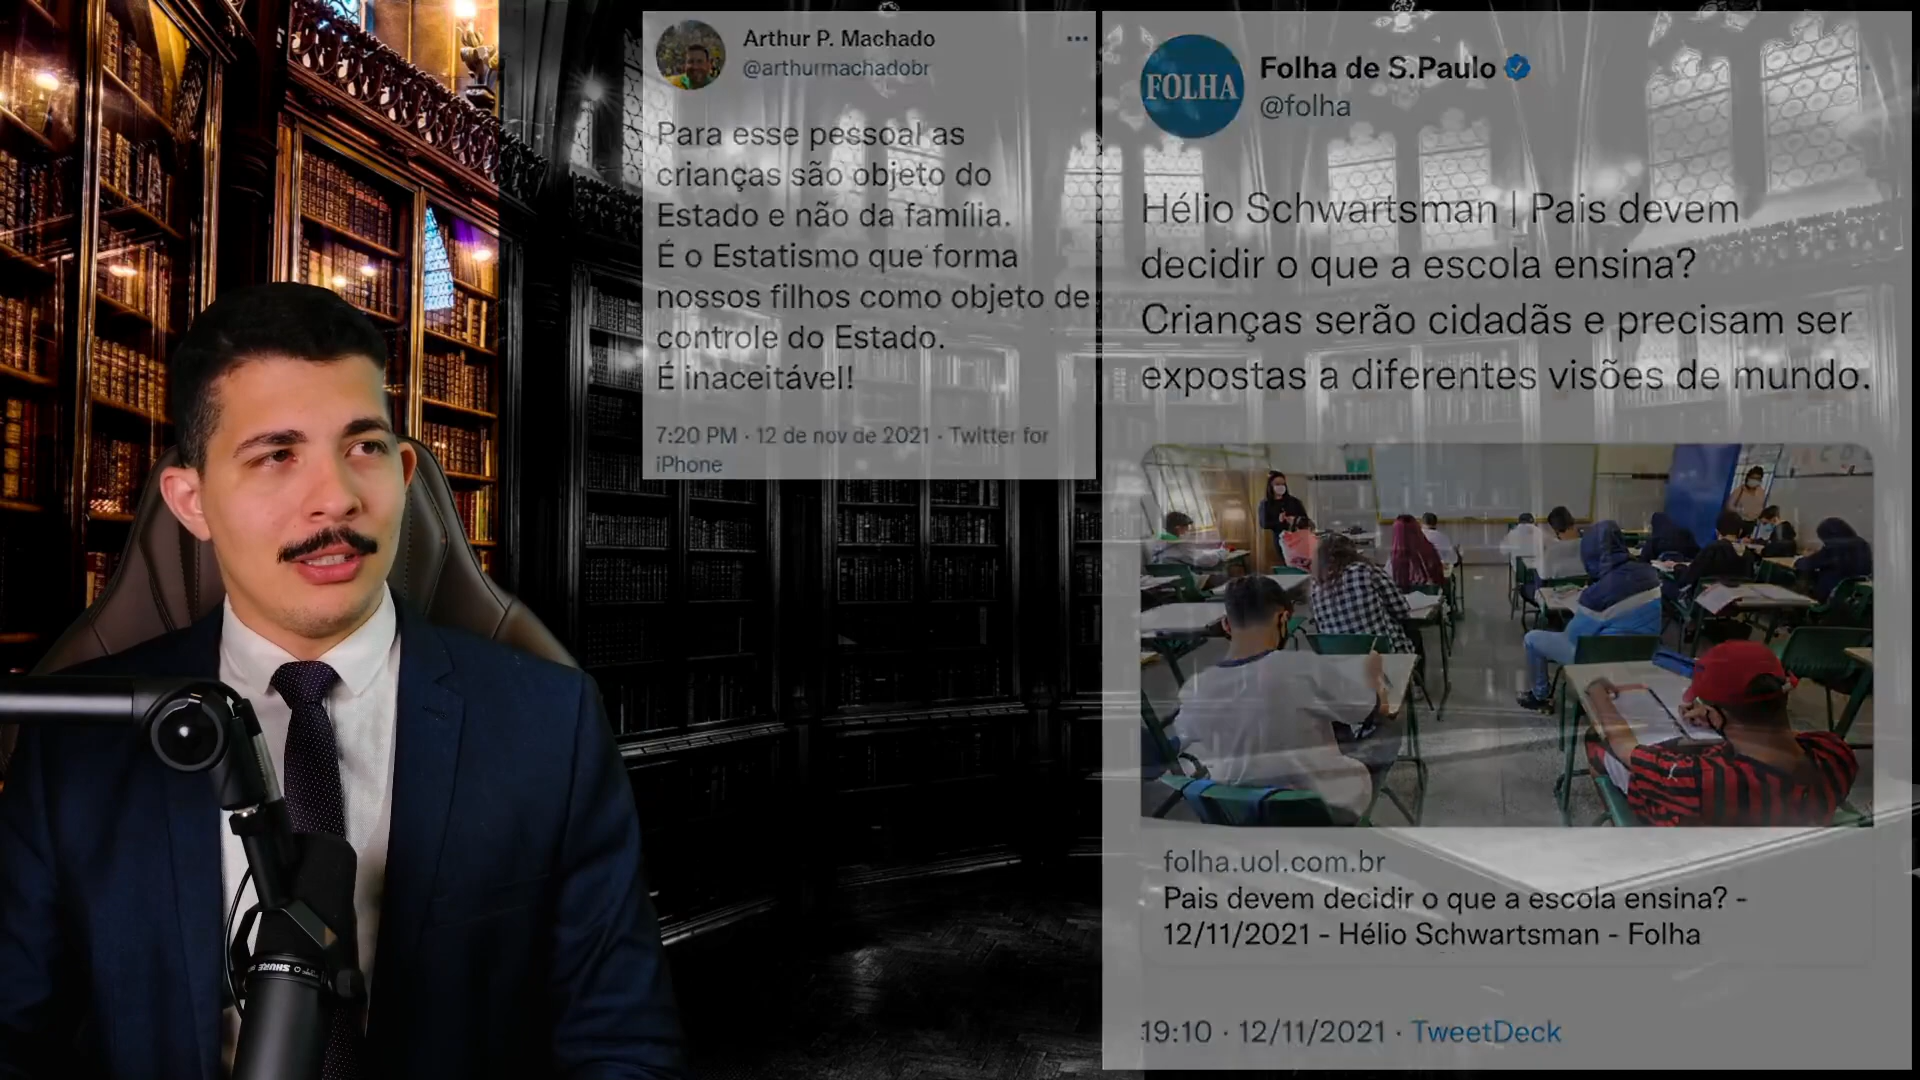 Arthur P. Machado
@arthurmachadobr
Para esse pessoal as
crianças são objeto do
Estado e não da família.
É o Estatismo que forma
nossos filhos como objeto de
controle do Estado.
É inaceitável!
7:20 PM · 12 de nov de 2021 · Twitter for
iPhone
FOLHA
Folha de S.Paulo
@folha
Hélio Schwartsman | Pais devem
decidir o que a escola ensina?
Crianças serão cidadãs e precisam ser
expostas a diferentes visões de mundo.
folha.uol.com.br
Pais devem decidir o que a escola ensina? -
12/11/2021 - Hélio Schwartsman - Folha
19:10 · 12/11/2021 · TweetDeck
SHURE